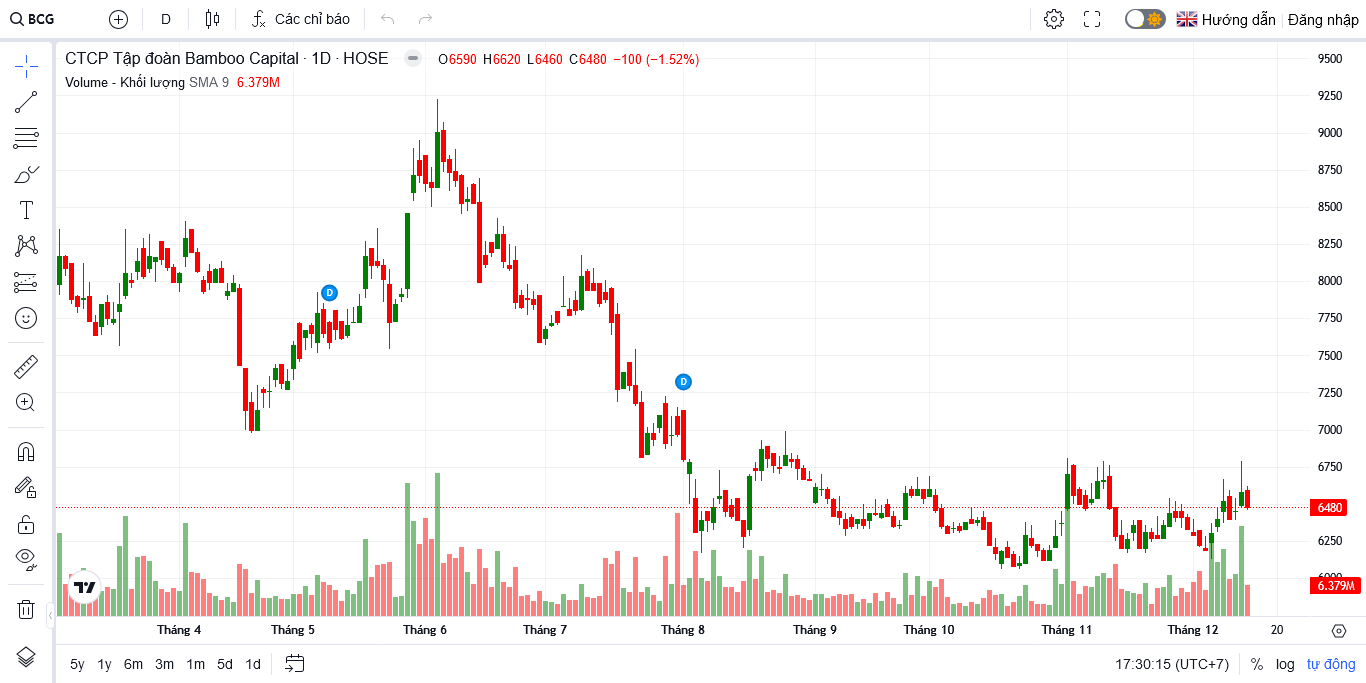 BCG D Các chỉ báo Hướng dẫn Đăng nhập
CTCP Tập đoàn Bamboo Capital · 1D · HOSE O6590 H6620 L6460 C6480 −100 (−1.52%)
Volume - Khối lượng SMA 9 6.379M
9500
9250
9000
8750
8500
8250
8000
7750
7500
7250
7000
6750
6480
6250
6000
6.379M
D
D
Tháng 4 Tháng 5 Tháng 6 Tháng 7 Tháng 8 Tháng 9 Tháng 10 Tháng 11 Tháng 12 20
5y 1y 6m 3m 1m 5d 1d 17:30:15 (UTC+7) % log tự động